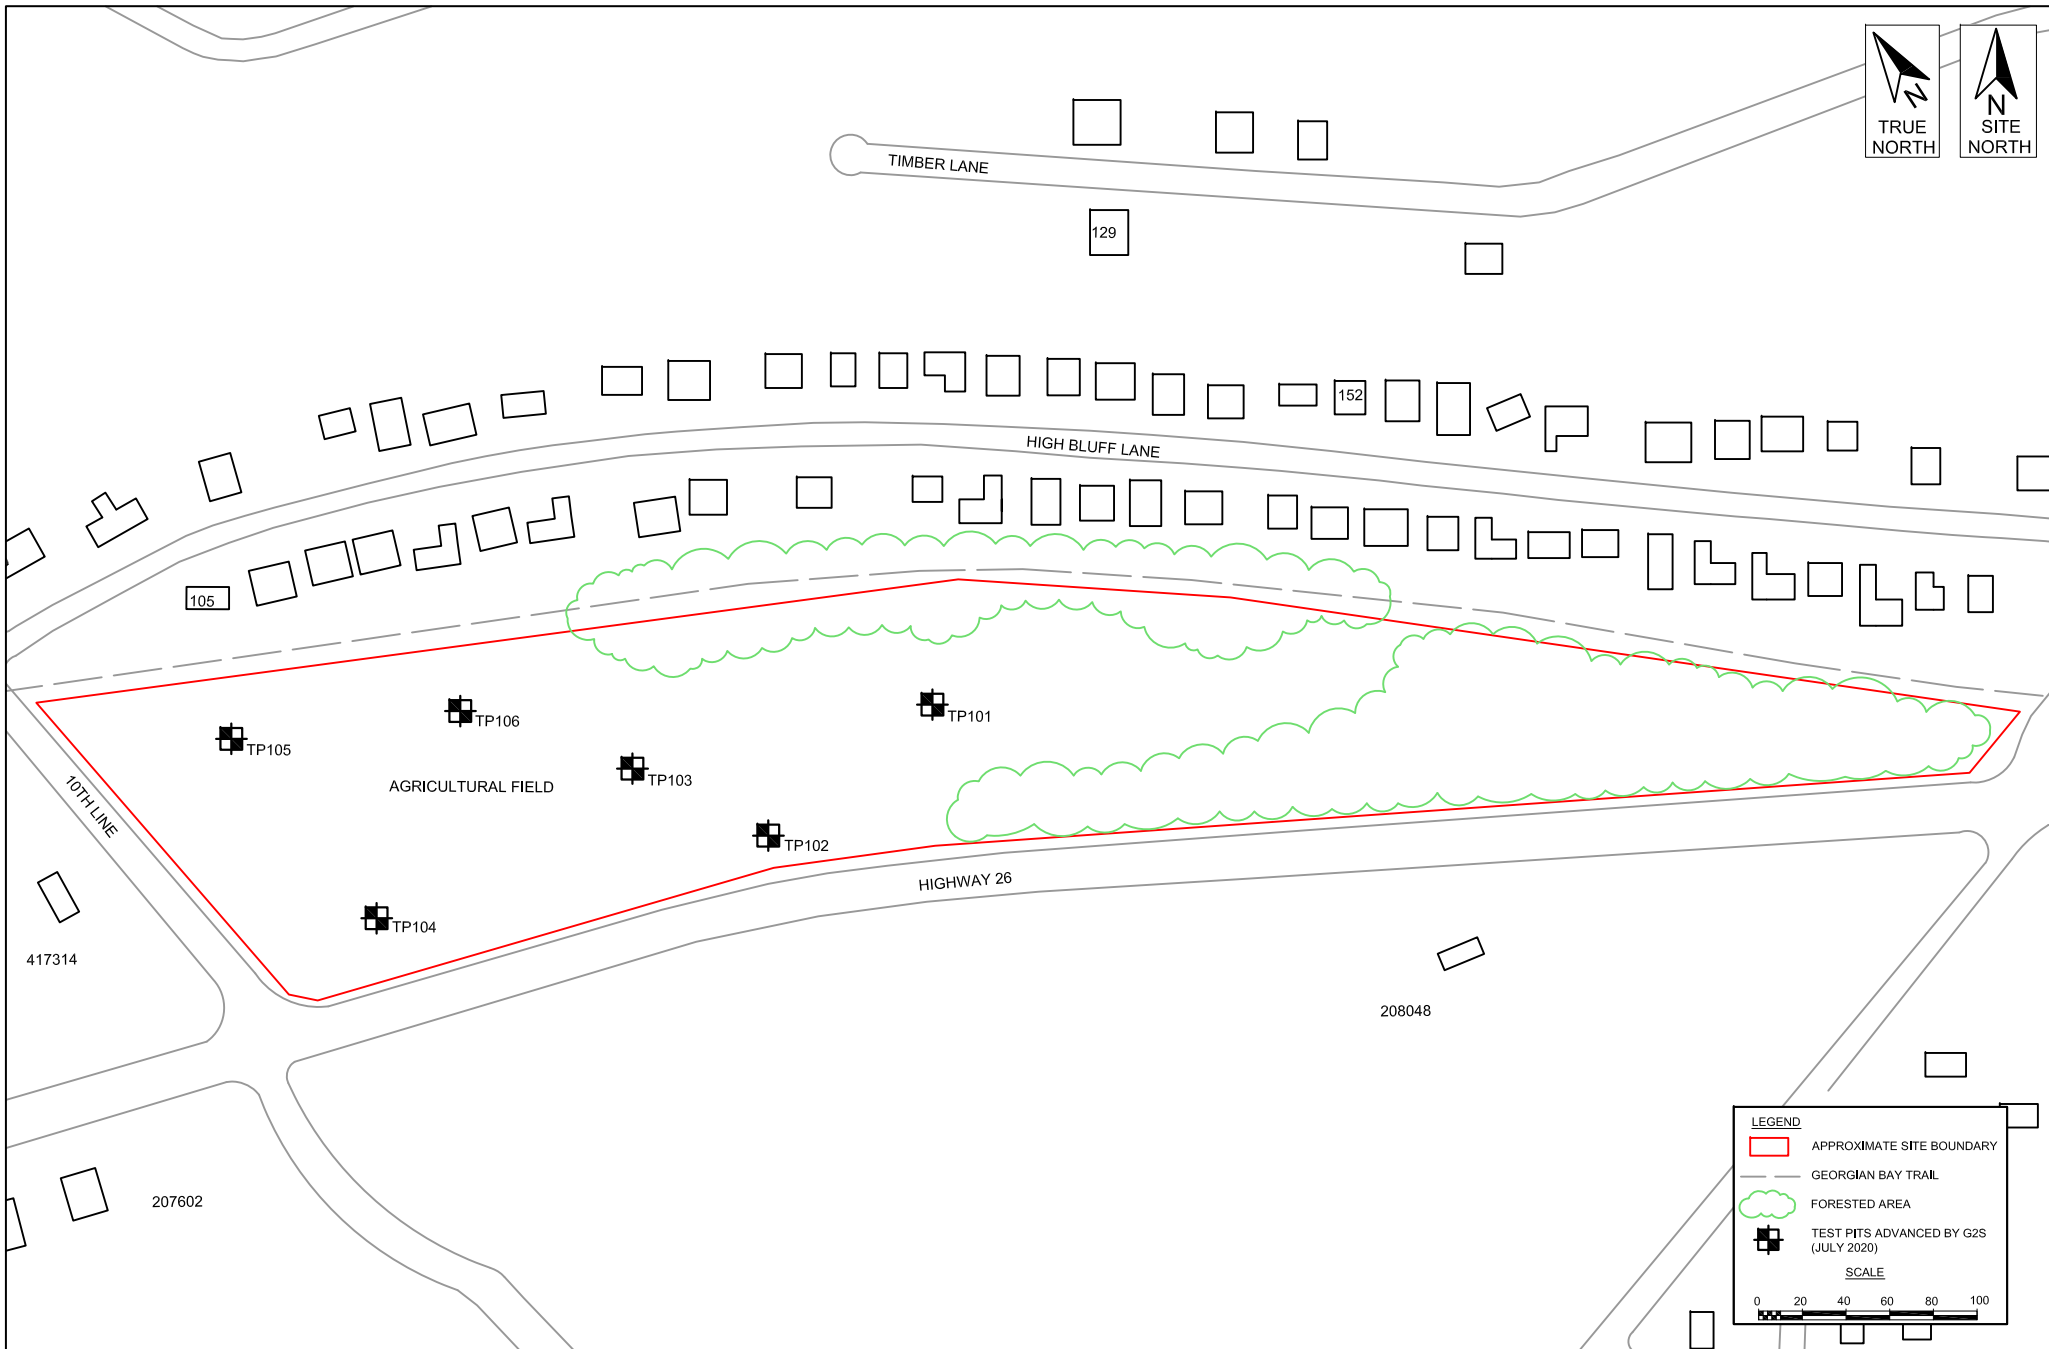 TRUE
NORTH
N
SITE
NORTH
N
TIMBER LANE
129
152
HIGH BLUFF LANE
105
TP106
TP101
TP105
TP103
AGRICULTURAL FIELD
10TH LINE
TP102
HIGHWAY 26
TP104
417314
208048
207602
LEGEND
APPROXIMATE SITE BOUNDARY
GEORGIAN BAY TRAIL
FORESTED AREA
TEST PITS ADVANCED BY G2S
(JULY 2020)
SCALE
0 20 40 60 80 100